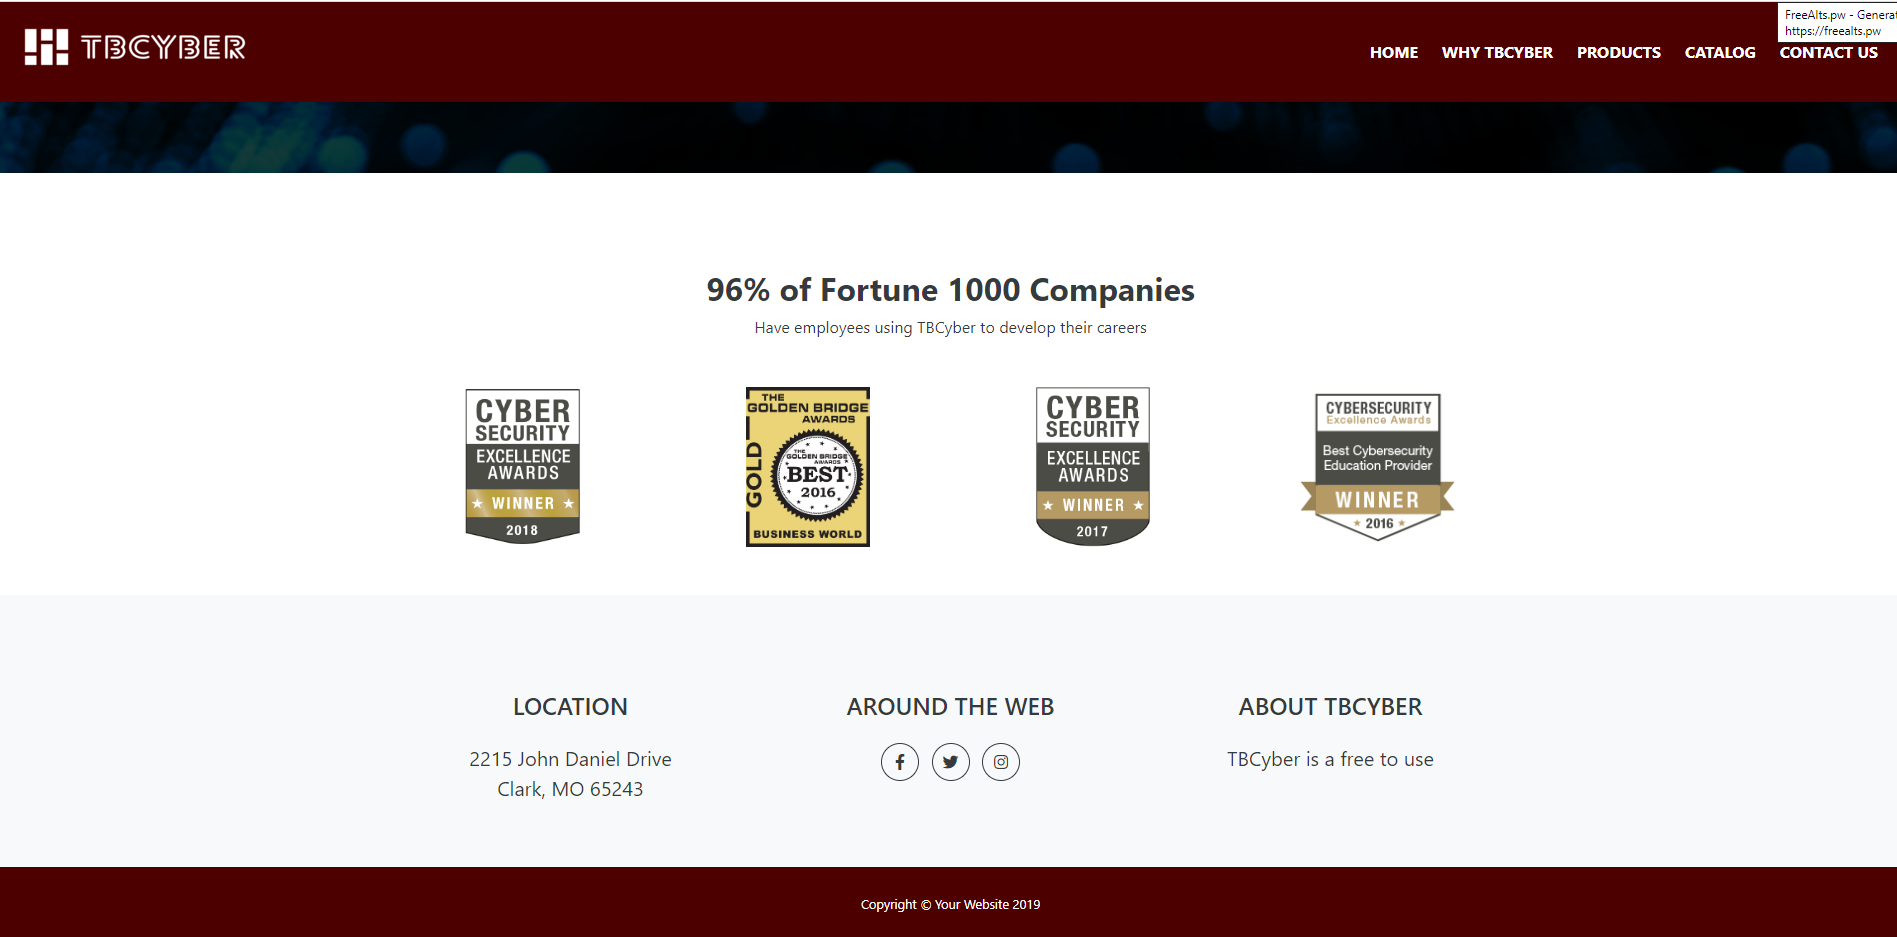 FreeAlts.pw - Generat
https://freealts.pw
TBCYBER
HOME WHY TBCYBER PRODUCTS CATALOG CONTACT US
96% of Fortune 1000 Companies
Have employees using TBCyber to develop their careers
CYBER
SECURITY
EXCELLENCE
AWARDS
WINNER
2018
THE
GOLDEN BRIDGE
AWARDS
GOLD
THE
GOLDEN BRIDGE
AWARDS
BEST
2016
BUSINESS WORLD
CYBER
SECURITY
EXCELLENCE
AWARDS
WINNER
2017
CYBERSECURITY
Excellence Awards
Best Cybersecurity
Education Provider
WINNER
2016
LOCATION
2215 John Daniel Drive
Clark, MO 65243
AROUND THE WEB
ABOUT TBCYBER
TBCyber is a free to use
Copyright © Your Website 2019